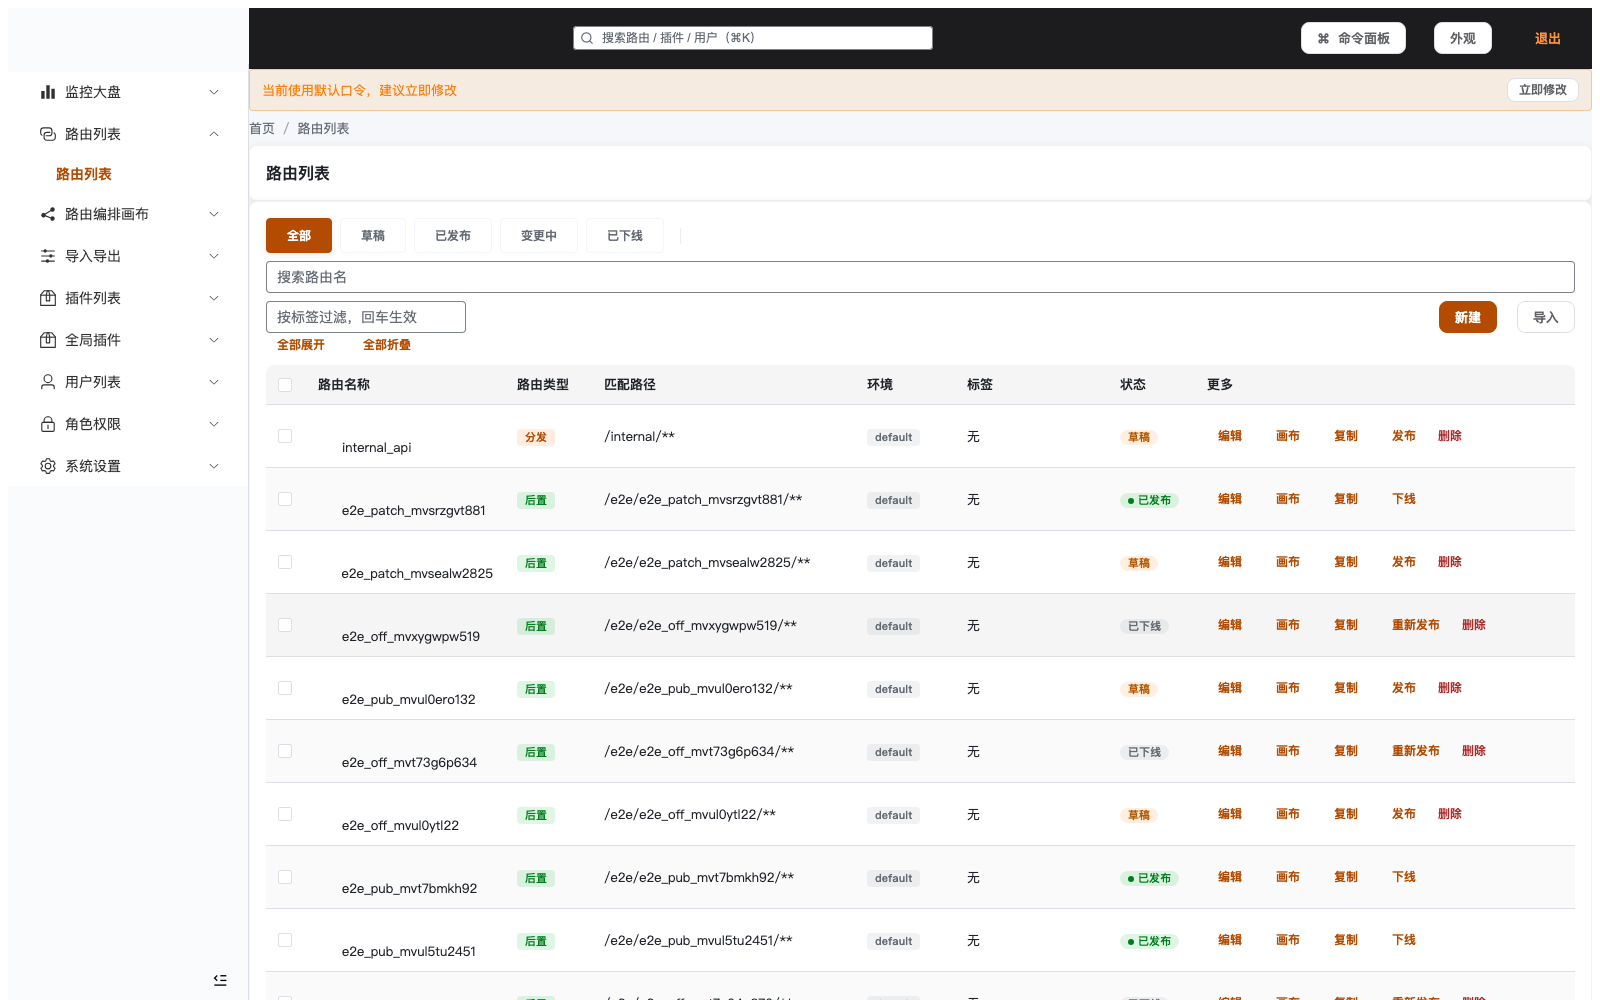 搜索路由 / 插件 / 用户（⌘K）
⌘ 命令面板
外观
退出
当前使用默认口令，建议立即修改
立即修改
监控大盘
路由列表
路由列表
路由编排画布
导入导出
插件列表
全局插件
用户列表
角色权限
系统设置
首页 / 路由列表
路由列表
全部 草稿 已发布 变更中 已下线
搜索路由名
按标签过滤，回车生效
新建 导入
全部展开 全部折叠
路由名称 路由类型 匹配路径 环境 标签 状态 更多
internal_api 分发 /internal/** default 无 草稿 编辑 画布 复制 发布 删除
e2e_patch_mvsrzgvt881 后置 /e2e/e2e_patch_mvsrzgvt881/** default 无 已发布 编辑 画布 复制 下线
e2e_patch_mvsealw2825 后置 /e2e/e2e_patch_mvsealw2825/** default 无 草稿 编辑 画布 复制 发布 删除
e2e_off_mvxygwpw519 后置 /e2e/e2e_off_mvxygwpw519/** default 无 已下线 编辑 画布 复制 重新发布 删除
e2e_pub_mvul0ero132 后置 /e2e/e2e_pub_mvul0ero132/** default 无 草稿 编辑 画布 复制 发布 删除
e2e_off_mvt73g6p634 后置 /e2e/e2e_off_mvt73g6p634/** default 无 已下线 编辑 画布 复制 重新发布 删除
e2e_off_mvul0ytl22 后置 /e2e/e2e_off_mvul0ytl22/** default 无 草稿 编辑 画布 复制 发布 删除
e2e_pub_mvt7bmkh92 后置 /e2e/e2e_pub_mvt7bmkh92/** default 无 已发布 编辑 画布 复制 下线
e2e_pub_mvul5tu2451 后置 /e2e/e2e_pub_mvul5tu2451/** default 无 已发布 编辑 画布 复制 下线